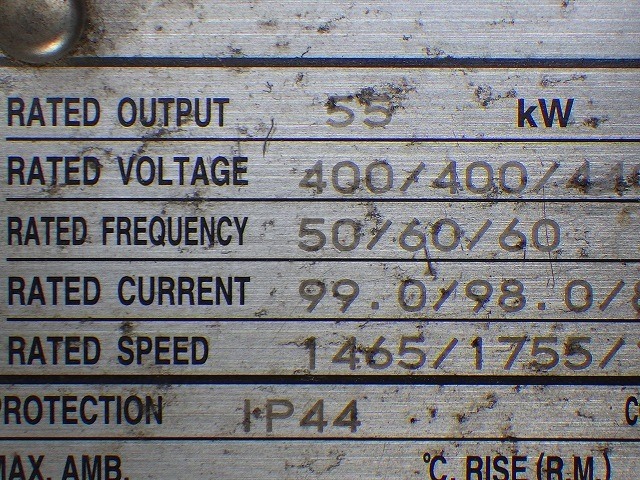 RATED OUTPUT 55 kW
RATED VOLTAGE 400/400/44
RATED FREQUENCY 50/60/60
RATED CURRENT 99.0/98.0/
RATED SPEED 1465/1755/
PROTECTION IP44 C
MAX. AMB. °C. RISE (R.M.)